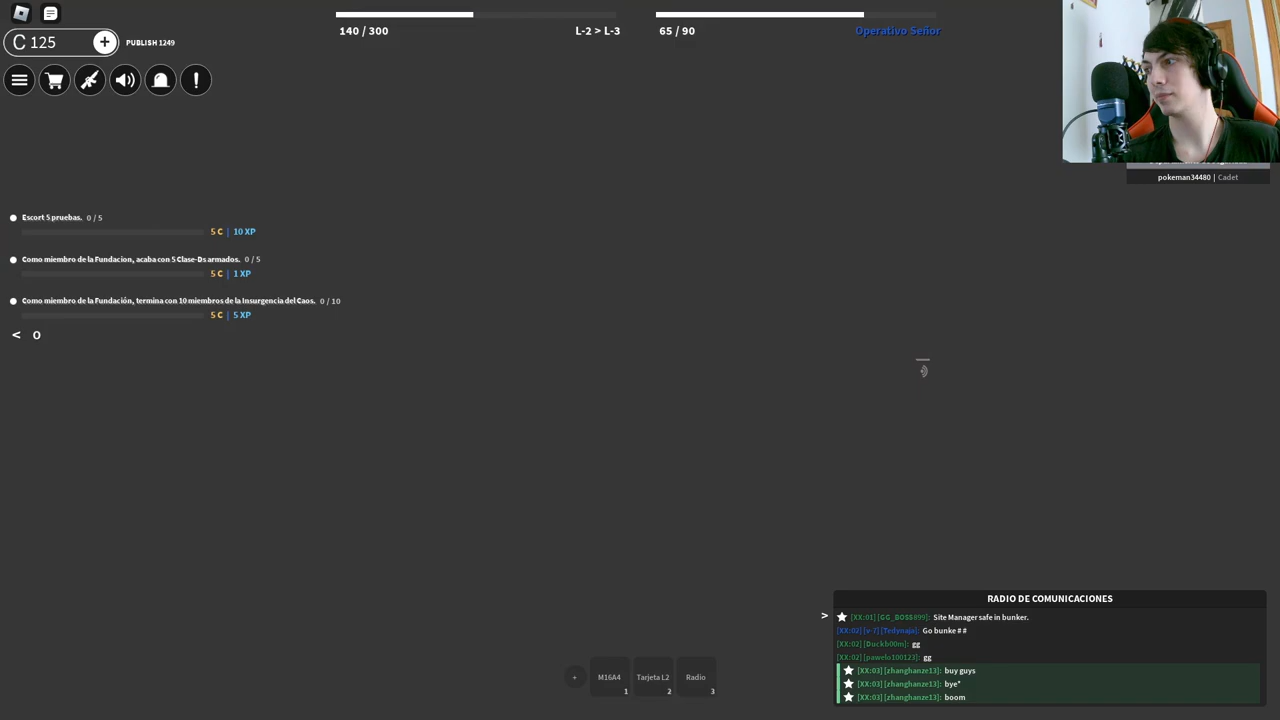 C 125
+
PUBLISH 1249
140 / 300
L-2 > L-3
65 / 90
Operativo Señor
!
pokeman34480 | Cadet
Escort 5 pruebas. 0 / 5
5 C | 10 XP
Como miembro de la Fundacion, acaba con 5 Clase-Ds armados. 0 / 5
5 C | 1 XP
Como miembro de la Fundación, termina con 10 miembros de la Insurgencia del Caos. 0 / 10
5 C | 5 XP
< O
RADIO DE COMUNICACIONES
> [XX:01] [GG_BOSS899]: Site Manager safe in bunker.
[XX:02] [v-7] [Tedynaja]: Go bunke # #
[XX:02] [Duckb00m]: gg
[XX:02] [pawelo100123]: gg
[XX:03] [zhanghanze13]: buy guys
[XX:03] [zhanghanze13]: bye*
[XX:03] [zhanghanze13]: boom
+
M16A4 1
Tarjeta L2 2
Radio 3